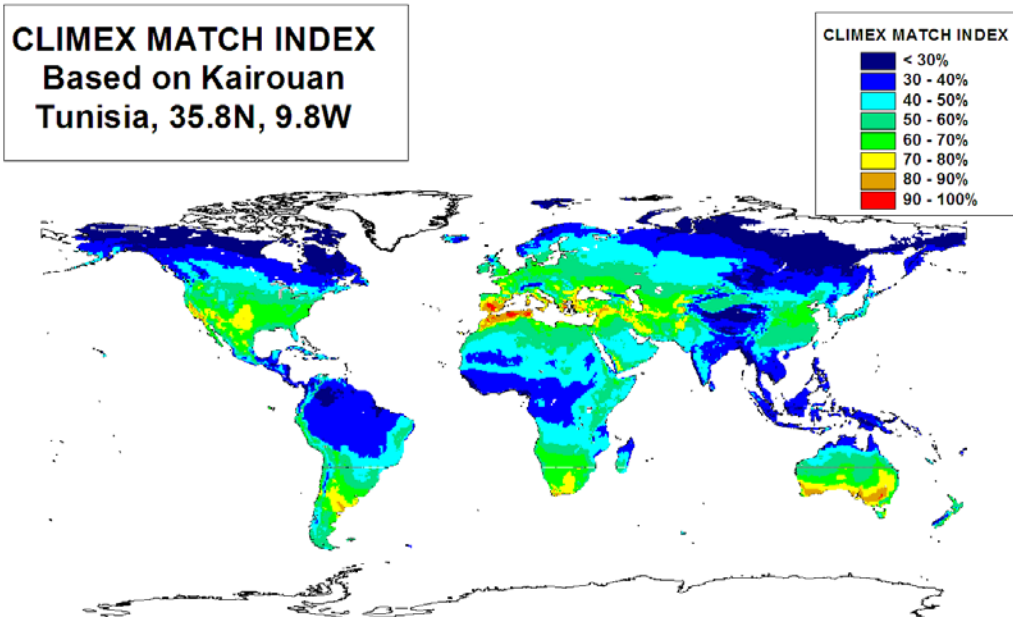 CLIMEX MATCH INDEX
Based on Kairouan
Tunisia, 35.8N, 9.8W
CLIMEX MATCH INDEX
< 30%
30 - 40%
40 - 50%
50 - 60%
60 - 70%
70 - 80%
80 - 90%
90 - 100%